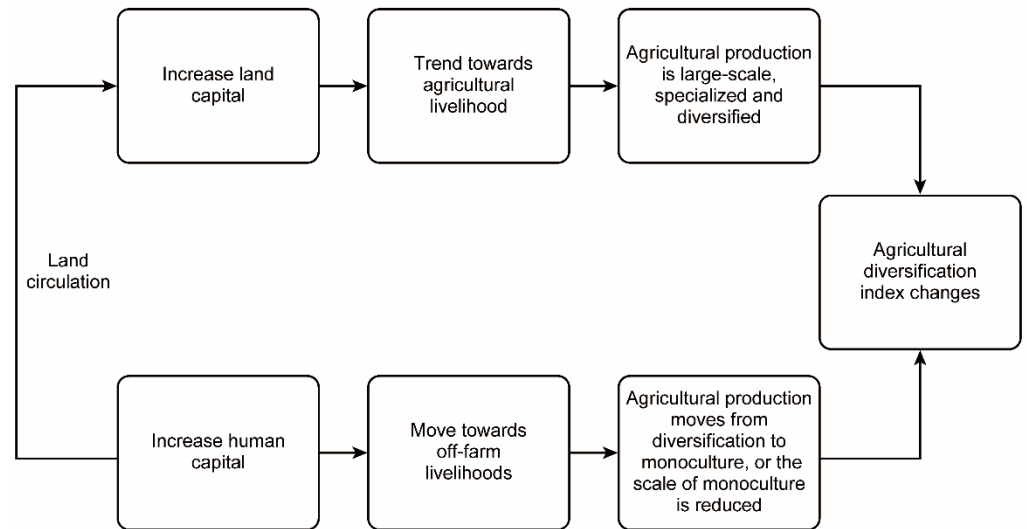 Increase land
capital
Trend towards
agricultural
livelihood
Agricultural production
is large-scale,
specialized and
diversified
Land
circulation
Agricultural
diversification
index changes
Increase human
capital
Move towards
off-farm
livelihoods
Agricultural production
moves from
diversification to
monoculture, or the
scale of monoculture
is reduced